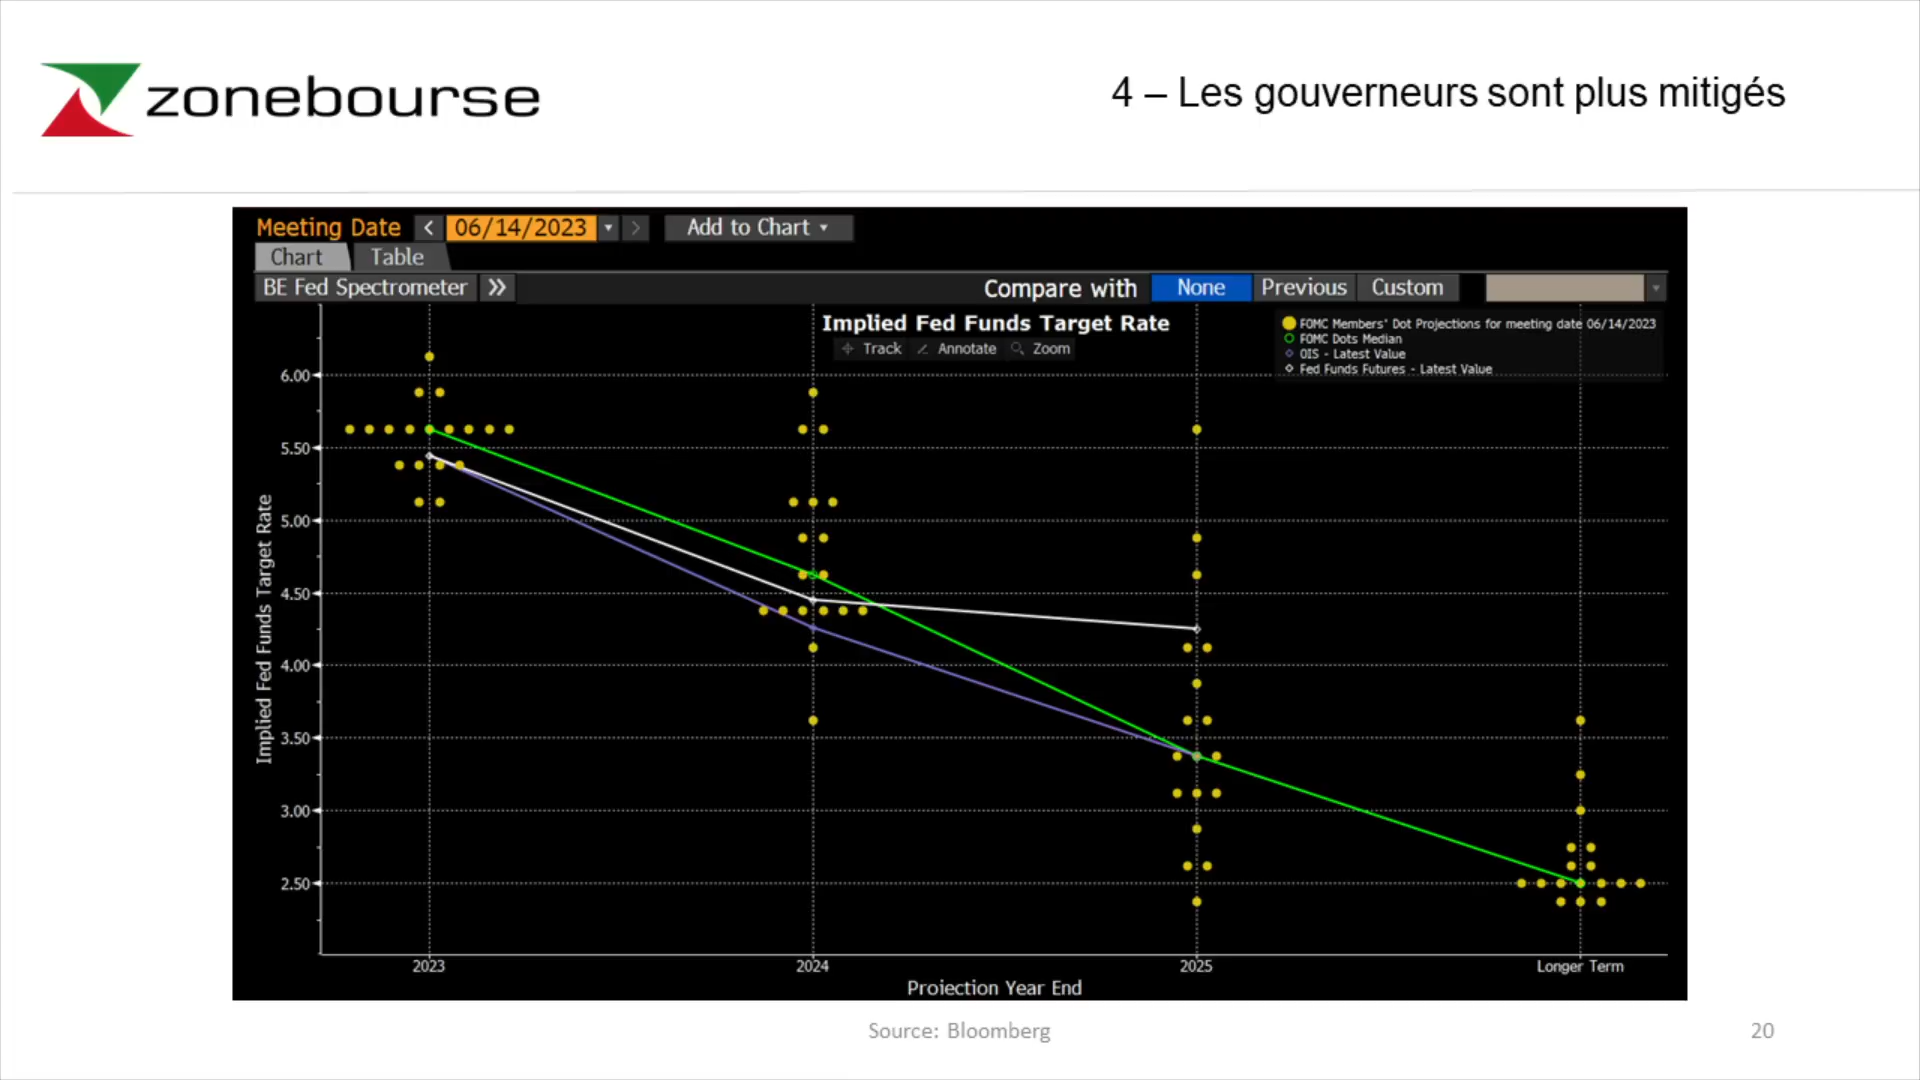 zonebourse
4 – Les gouverneurs sont plus mitigés
Meeting Date < 06/14/2023 > Add to Chart
Chart Table
BE Fed Spectrometer »
Compare with None Previous Custom
Implied Fed Funds Target Rate
Track Annotate Zoom
FOMC Members' Dot Projections for meeting date 06/14/2023
FOMC Dots Median
OIS - Latest Value
Fed Funds Futures - Latest Value
Implied Fed Funds Target Rate
6.00
5.50
5.00
4.50
4.00
3.50
3.00
2.50
2023 2024 2025 Longer Term
Projection Year End
Source: Bloomberg
20